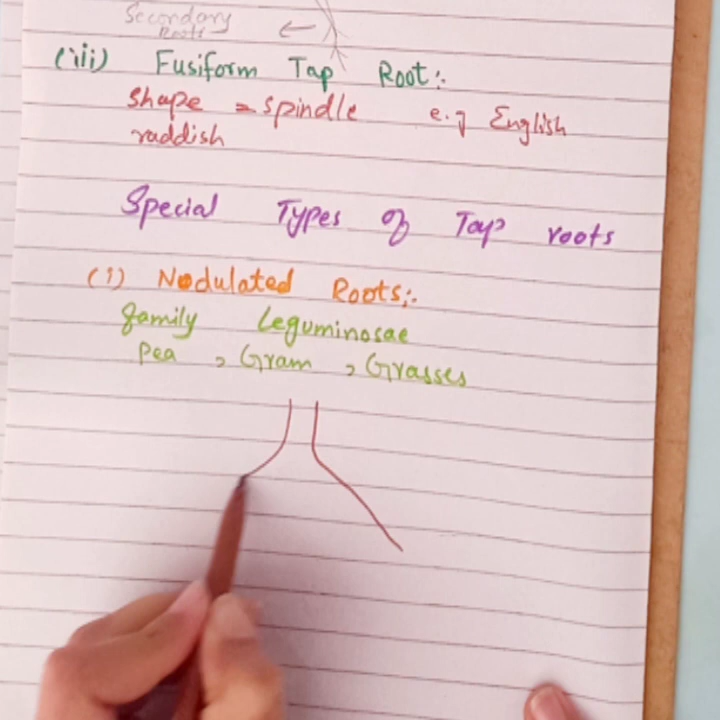 Secondary
Roots
(iii) Fusiform Tap Root:
Shape = spindle e.g English
raddish
Special Types of Tap roots
(i) Nodulated Roots:
family Leguminosae
Pea , Gram , Grasses